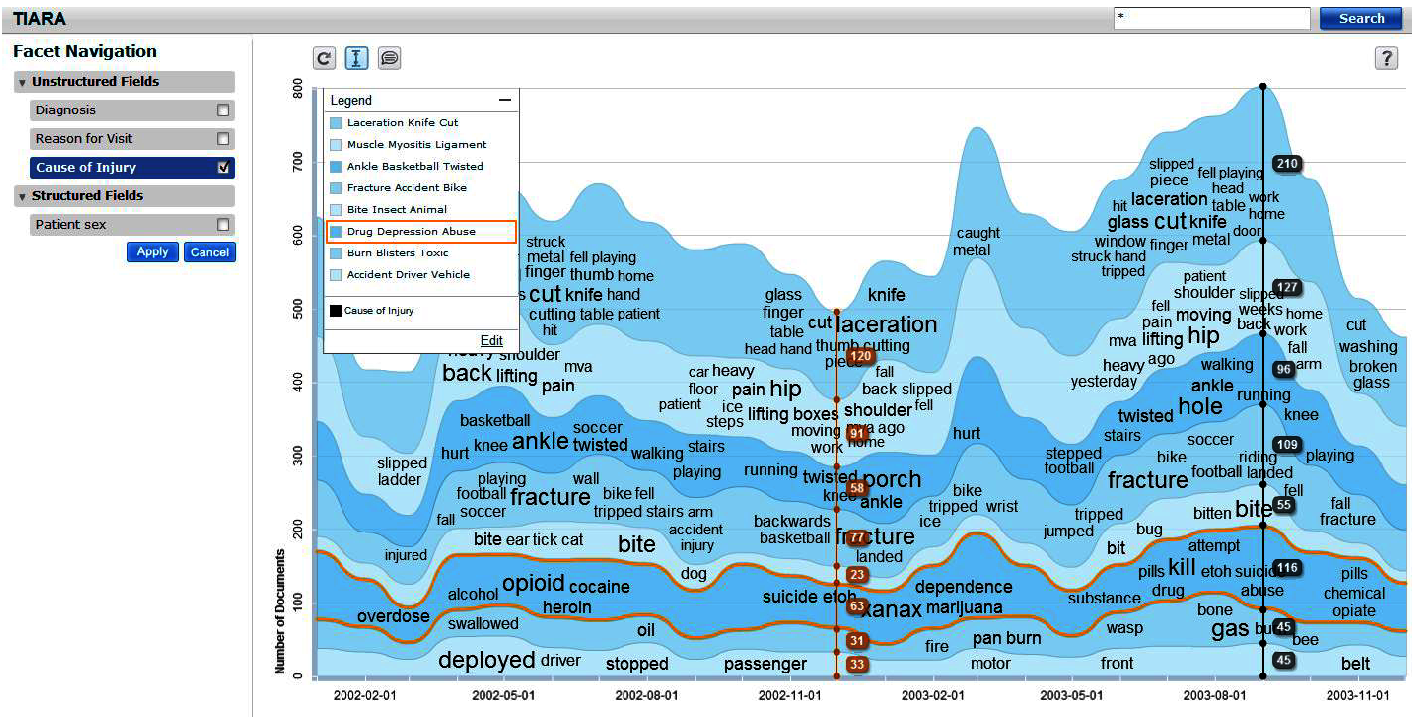 TIARA
*
Search
Facet Navigation
Unstructured Fields
Diagnosis
Reason for Visit
Cause of Injury
Structured Fields
Patient sex
Apply Cancel
?
Legend
Laceration Knife Cut
Muscle Myositis Ligament
Ankle Basketball Twisted
Fracture Accident Bike
Bite Insect Animal
Drug Depression Abuse
Burn Blisters Toxic
Accident Driver Vehicle
Cause of Injury
Edit
Number of Documents
800
700
600
500
400
300
200
100
0
struck
metal fell playing
finger thumb home
s cut knife hand
cutting table patient
hit
heavy shoulder
mva
back lifting
pain
basketball
soccer
hurt knee ankle twisted
walking stairs
playing
slipped
ladder
playing
wall
football fracture bike fell
soccer
tripped stairs arm
fall
accident
injury
injured
bite ear tick cat
bite
dog
opioid cocaine
alcohol
heroin
overdose
swallowed
oil
deployed driver
stopped
passenger
glass
finger
table
head hand
cut laceration
knife
thumb cutting
piece
car heavy
floor
pain hip
patient
ice
steps
lifting boxes
moving
work
fall
back slipped
shoulder fell
mva ago
home
running
twisted porch
knee
ankle
backwards
basketball
fracture
landed
suicide etoh
xanax
dependence
marijuana
caught
metal
hurt
bike
tripped wrist
ice
fire
pan burn
motor
slipped
piece
fell playing
head
hit laceration table work
home
glass cut knife
door
window
finger metal
struck hand
tripped
patient
shoulder slipped
fell
weeks home
pain moving
back work
mva lifting hip
fall
ago
arm
heavy
yesterday
walking
ankle
running
twisted hole
knee
stairs
stepped
football
soccer
bike
riding
playing
fracture football landed
fell
tripped
jumped
bitten bite
bug
bit
fall
fracture
attempt
pills kill etoh suicide
drug
abuse
substance
pills
chemical
opiate
bone
wasp
gas
bee
front
belt
cut
washing
broken
glass
120
91
58
77
23
63
31
33
210
127
96
109
55
116
45
45
2002-02-01 2002-05-01 2002-08-01 2002-11-01 2003-02-01 2003-05-01 2003-08-01 2003-11-01